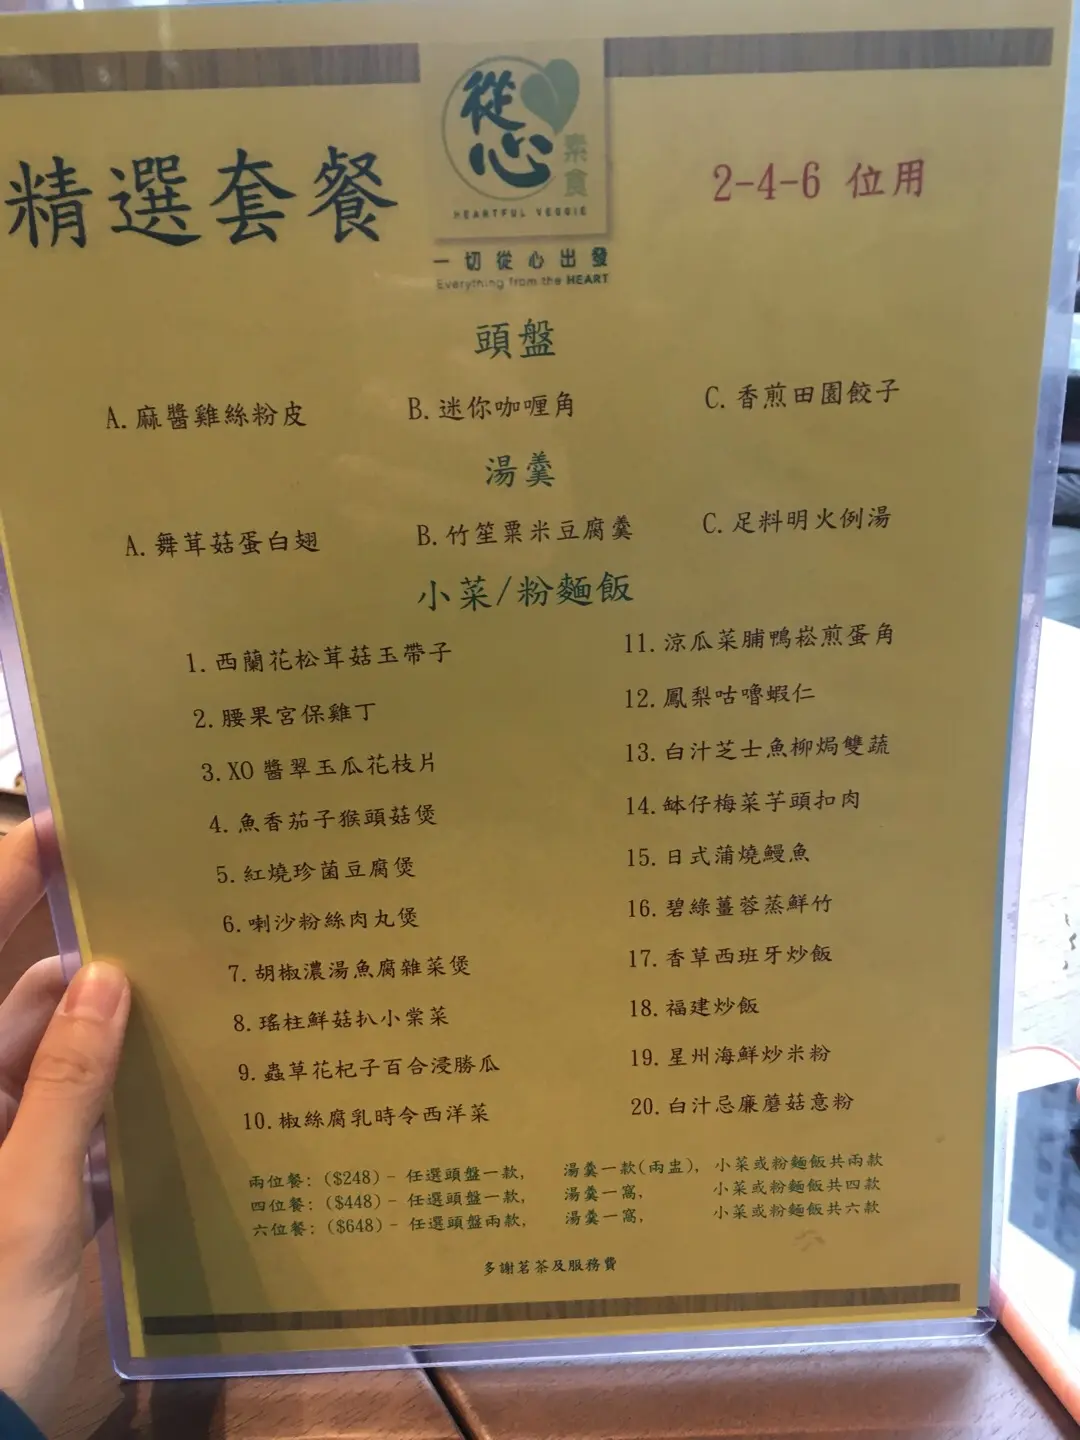 從心
素食
HEARTFUL VEGGIE
精選套餐
2-4-6 位用
一切從心出發
Everything from the HEART
頭盤
A. 麻醬雞絲粉皮 B. 迷你咖喱角 C. 香煎田園餃子
湯羹
A. 舞茸菇蛋白翅 B. 竹笙粟米豆腐羹 C. 足料明火例湯
小菜/粉麵飯
1. 西蘭花松茸菇玉帶子
2. 腰果宮保雞丁
3. XO 醬翠玉瓜花枝片
4. 魚香茄子猴頭菇煲
5. 紅燒珍菌豆腐煲
6. 喇沙粉絲肉丸煲
7. 胡椒濃湯魚腐雜菜煲
8. 瑤柱鮮菇扒小棠菜
9. 蟲草花杞子百合浸勝瓜
10. 椒絲腐乳時令西洋菜
11. 涼瓜菜脯鴨崧煎蛋角
12. 鳳梨咕嚕蝦仁
13. 白汁芝士魚柳焗雙蔬
14. 缽仔梅菜芋頭扣肉
15. 日式蒲燒鰻魚
16. 碧綠薑蓉蒸鮮竹
17. 香草西班牙炒飯
18. 福建炒飯
19. 星州海鮮炒米粉
20. 白汁忌廉蘑菇意粉
兩位餐: ($248) - 任選頭盤一款, 湯羹一款(兩盅), 小菜或粉麵飯共兩款
四位餐: ($448) - 任選頭盤一款, 湯羹一窩, 小菜或粉麵飯共四款
六位餐: ($648) - 任選頭盤兩款, 湯羹一窩, 小菜或粉麵飯共六款
多謝茗茶及服務費